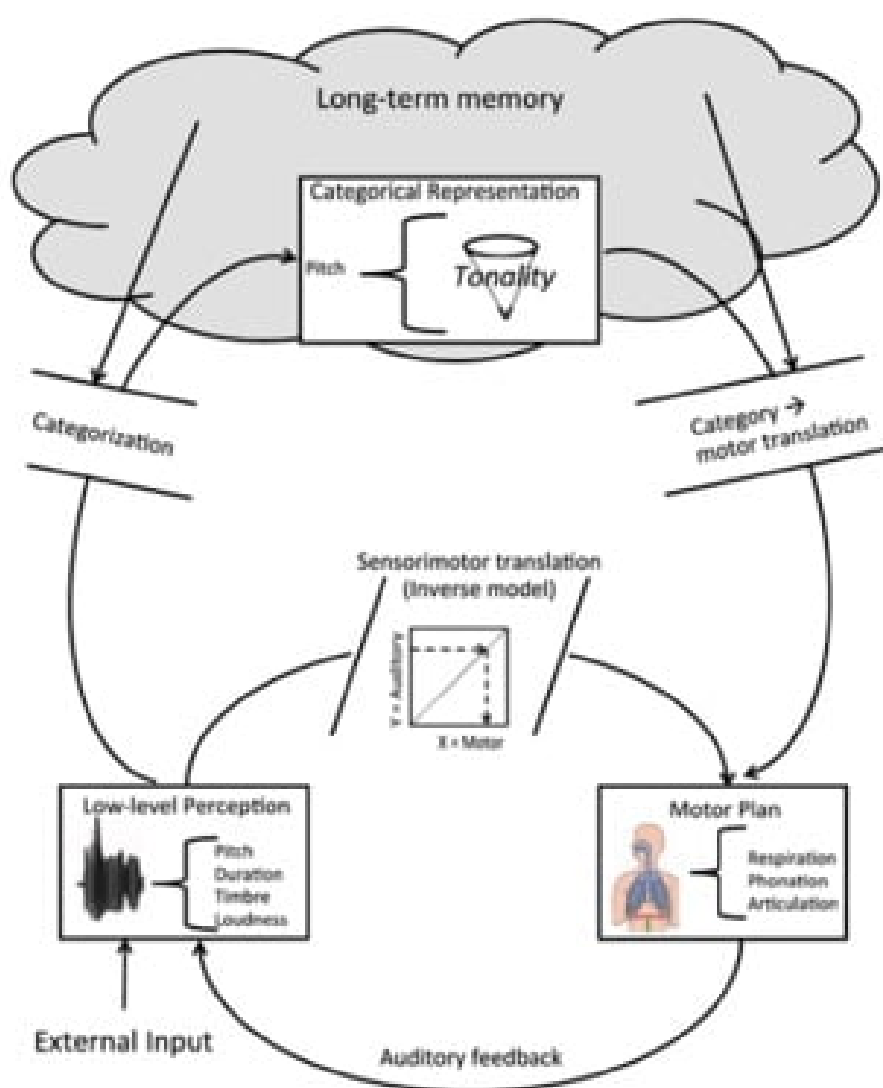 Long-term memory
Categorical Representation
Pitch
Tonality
Categorization
Category →
motor translation
Sensorimotor translation
(Inverse model)
Y = Auditory
X = Motor
Low-level Perception
Pitch
Duration
Timbre
Loudness
Motor Plan
Respiration
Phonation
Articulation
External Input
Auditory feedback